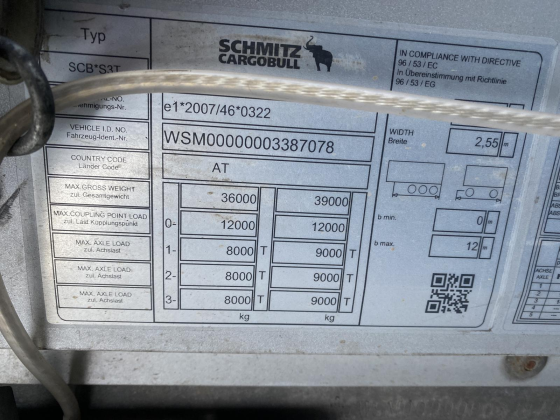 Typ
SCHMITZ
CARGOBULL
SCB*S3T
IN COMPLIANCE WITH DIRECTIVE
96 / 53 / EC
In Übereinstimmung mit Richtlinie
96 / 53 / EG
e1*2007/46*0322
VEHICLE I.D. NO.
Fahrzeug-Ident.-Nr.
WSM00000003387078
WIDTH
Breite
2,55 m
COUNTRY CODE
Länder Code
AT
MAX.GROSS WEIGHT
zul. Gesamtgewicht
36000 39000
MAX.COUPLING POINT LOAD
zul. Last Kopplungspunkt
0- 12000 12000
b min. 0 m
MAX. AXLE LOAD
zul. Achslast
1- 8000 T 9000 T
b max. 12 m
MAX. AXLE LOAD
zul. Achslast
2- 8000 T 9000 T
MAX. AXLE LOAD
zul. Achslast
3- 8000 T 9000 T
kg kg